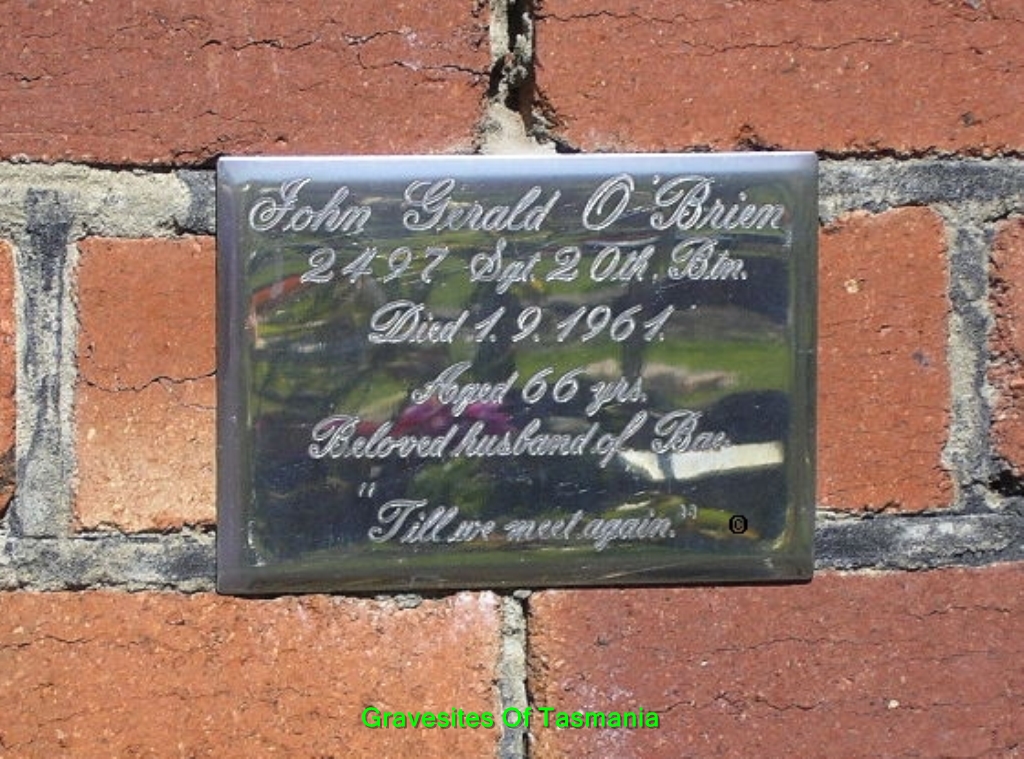 John Gerald O'Brien
2497 Sgt. 20th. Btn.
Died 1.9.1961.
Aged 66 yrs.
Beloved husband of Bae.
"Till we meet again."
©
Gravesites Of Tasmania